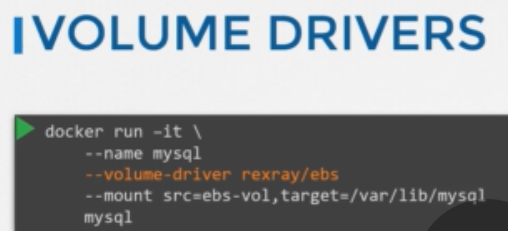 VOLUME DRIVERS
docker run –it \
--name mysql
--volume-driver rexray/ebs
--mount src=ebs-vol,target=/var/lib/mysql
mysql